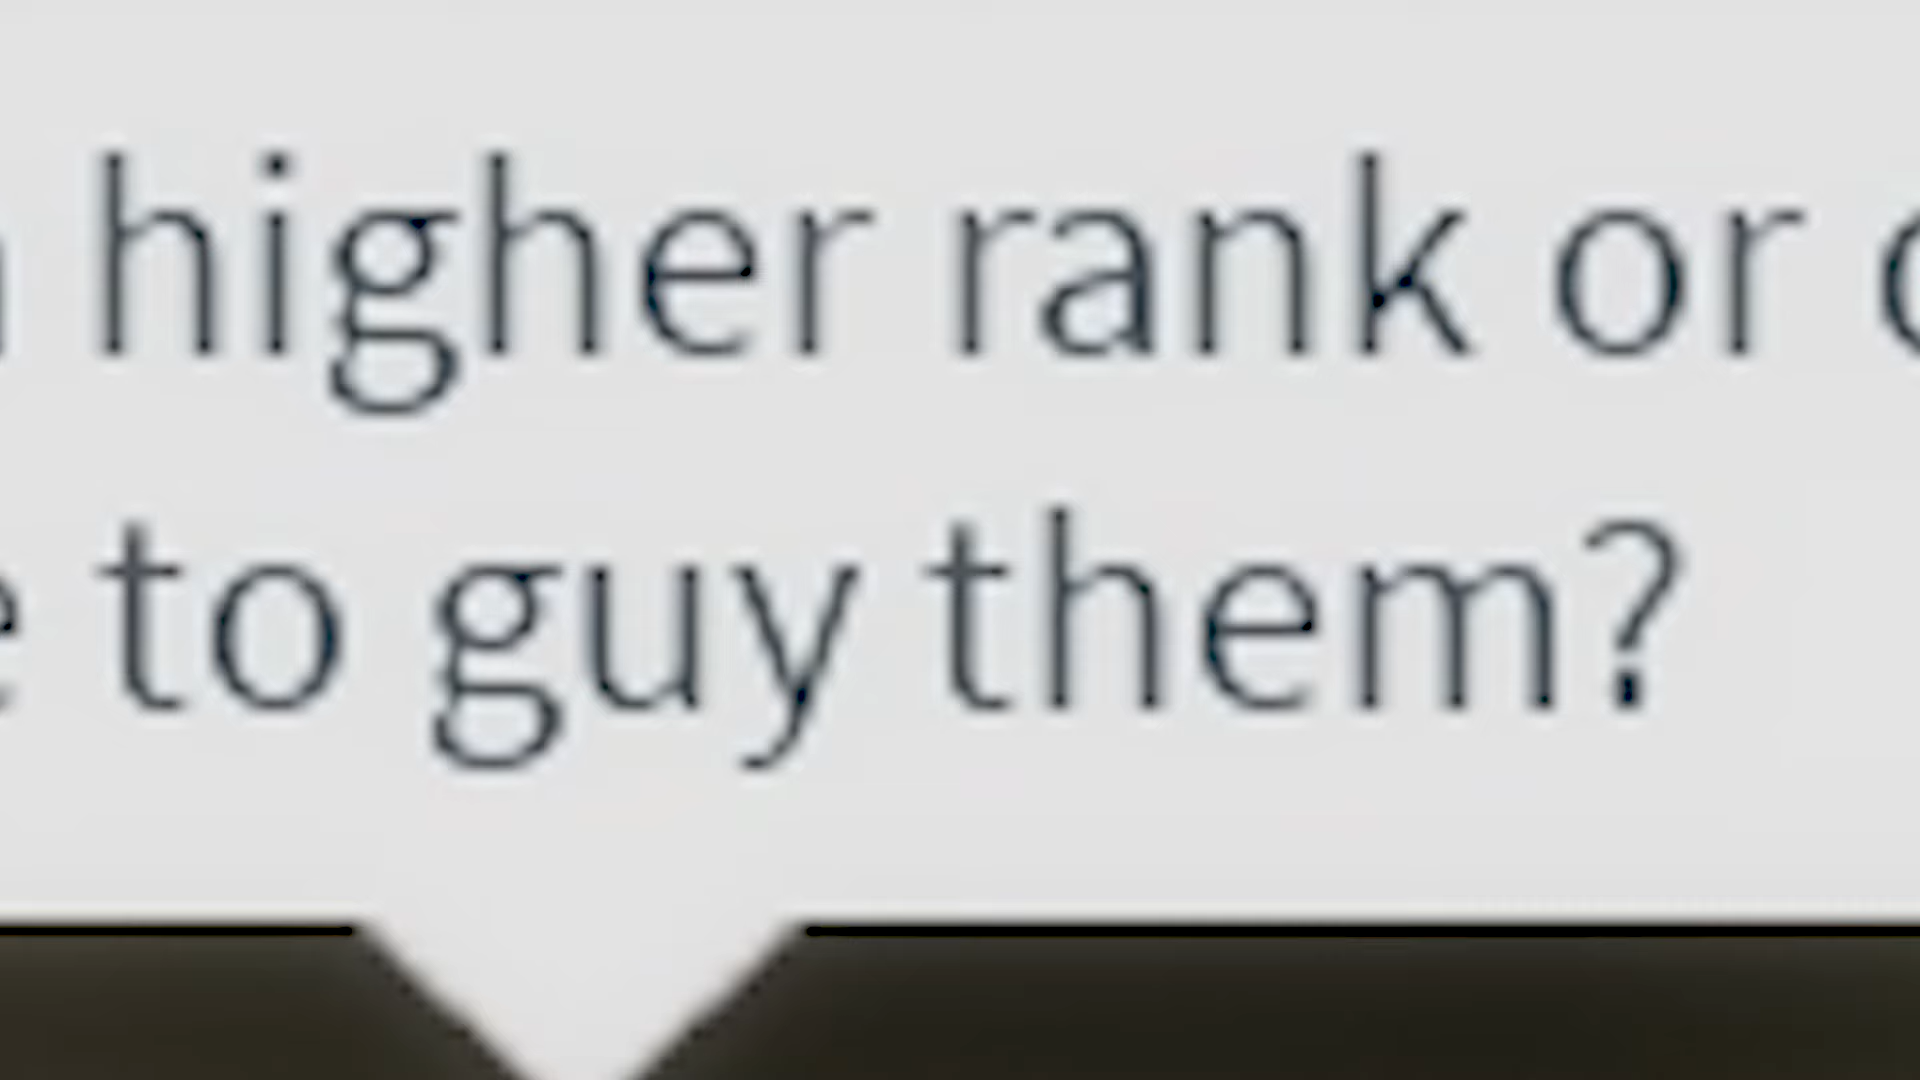 higher rank or
to guy them?